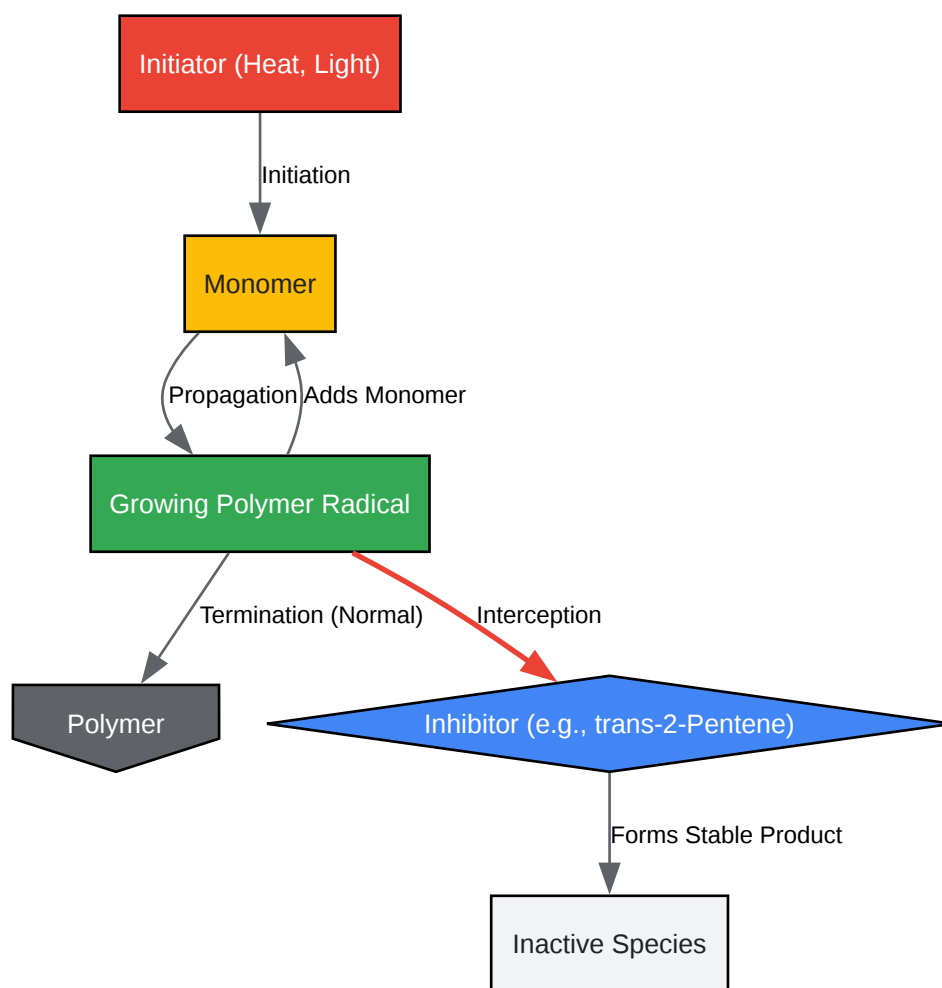 Initiator (Heat, Light)
Initiation
Monomer
Propagation
Adds Monomer
Growing Polymer Radical
Termination (Normal)
Interception
Polymer
Inhibitor (e.g., trans-2-Pentene)
Forms Stable Product
Inactive Species